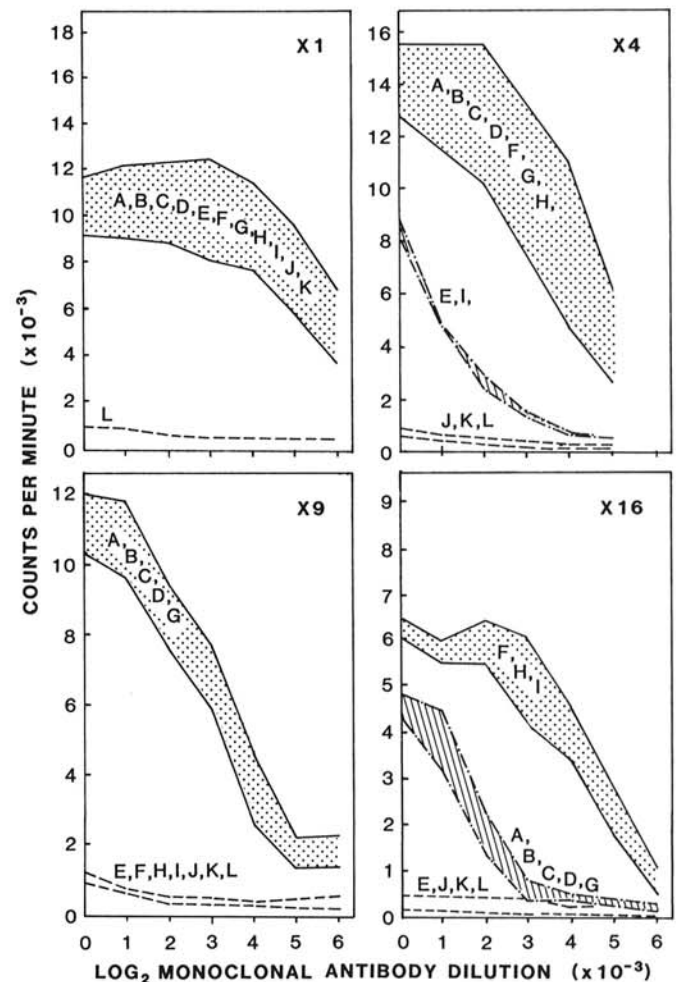 COUNTS PER MINUTE (x10⁻³)
X1
18
16
14
12
10
8
6
4
2
0
A, B, C, D, E, F, G, H, I, J, K
L
X4
16
14
12
10
8
6
4
2
0
A, B, C, D, F, G, H,
E, I,
J, K, L
X9
12
10
8
6
4
2
0
A, B, C, D, G
E, F, H, I, J, K, L
0 1 2 3 4 5 6
X16
9
7
6
5
4
3
2
1
0
F, H, I
A, B, C, D, G
E, J, K, L
0 1 2 3 4 5 6
LOG₂ MONOCLONAL ANTIBODY DILUTION (x10⁻³)